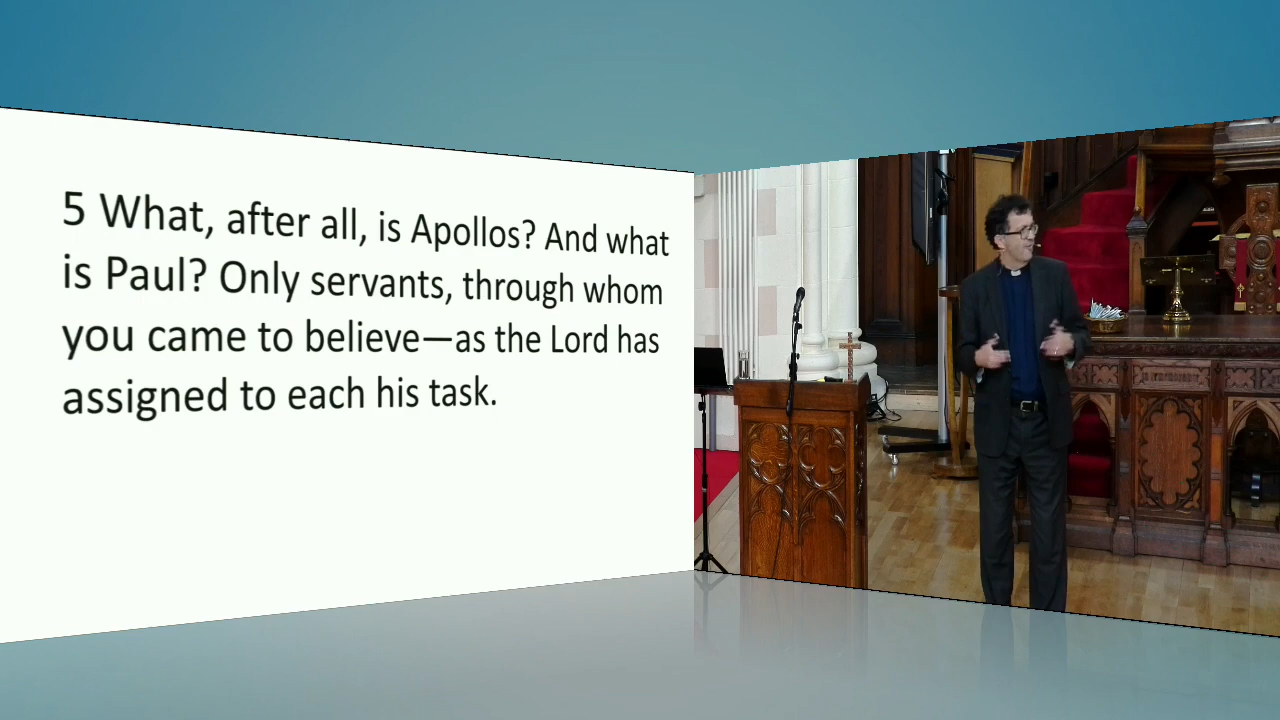 5 What, after all, is Apollos? And what
is Paul? Only servants, through whom
you came to believe—as the Lord has
assigned to each his task.